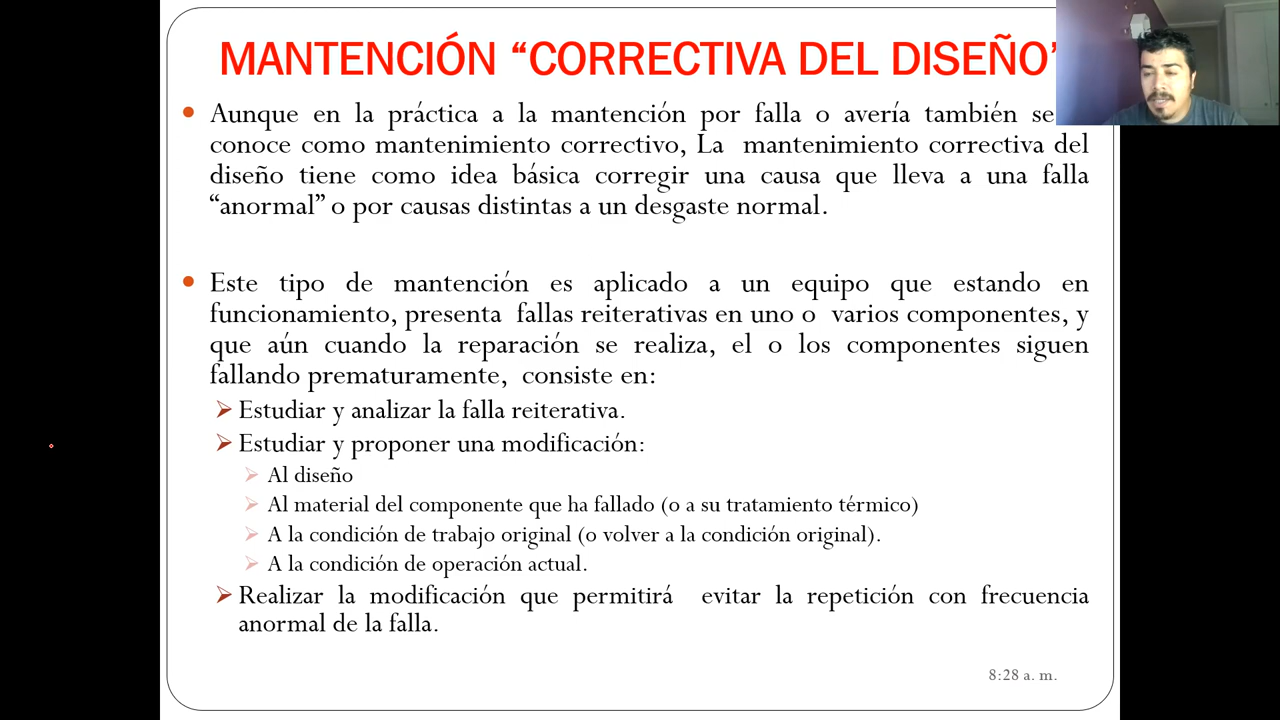 MANTENCIÓN “CORRECTIVA DEL DISEÑO”
Aunque en la práctica a la mantención por falla o avería también se
conoce como mantenimiento correctivo, La mantenimiento correctiva del
diseño tiene como idea básica corregir una causa que lleva a una falla
“anormal” o por causas distintas a un desgaste normal.
Este tipo de mantención es aplicado a un equipo que estando en
funcionamiento, presenta fallas reiterativas en uno o varios componentes, y
que aún cuando la reparación se realiza, el o los componentes siguen
fallando prematuramente, consiste en:
Estudiar y analizar la falla reiterativa.
Estudiar y proponer una modificación:
Al diseño
Al material del componente que ha fallado (o a su tratamiento térmico)
A la condición de trabajo original (o volver a la condición original).
A la condición de operación actual.
Realizar la modificación que permitirá evitar la repetición con frecuencia
anormal de la falla.
8:28 a. m.